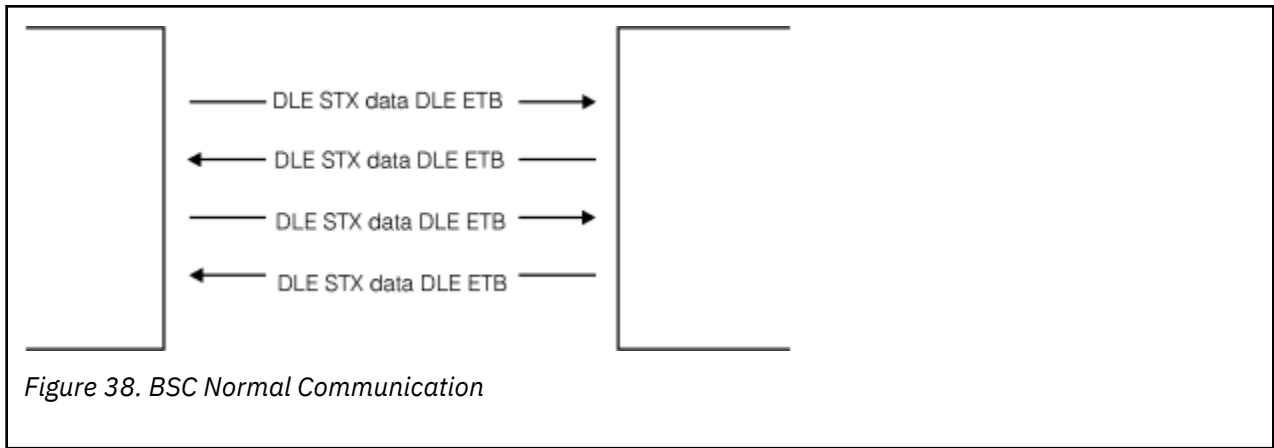 DLE STX data DLE ETB
DLE STX data DLE ETB
DLE STX data DLE ETB
DLE STX data DLE ETB
Figure 38. BSC Normal Communication